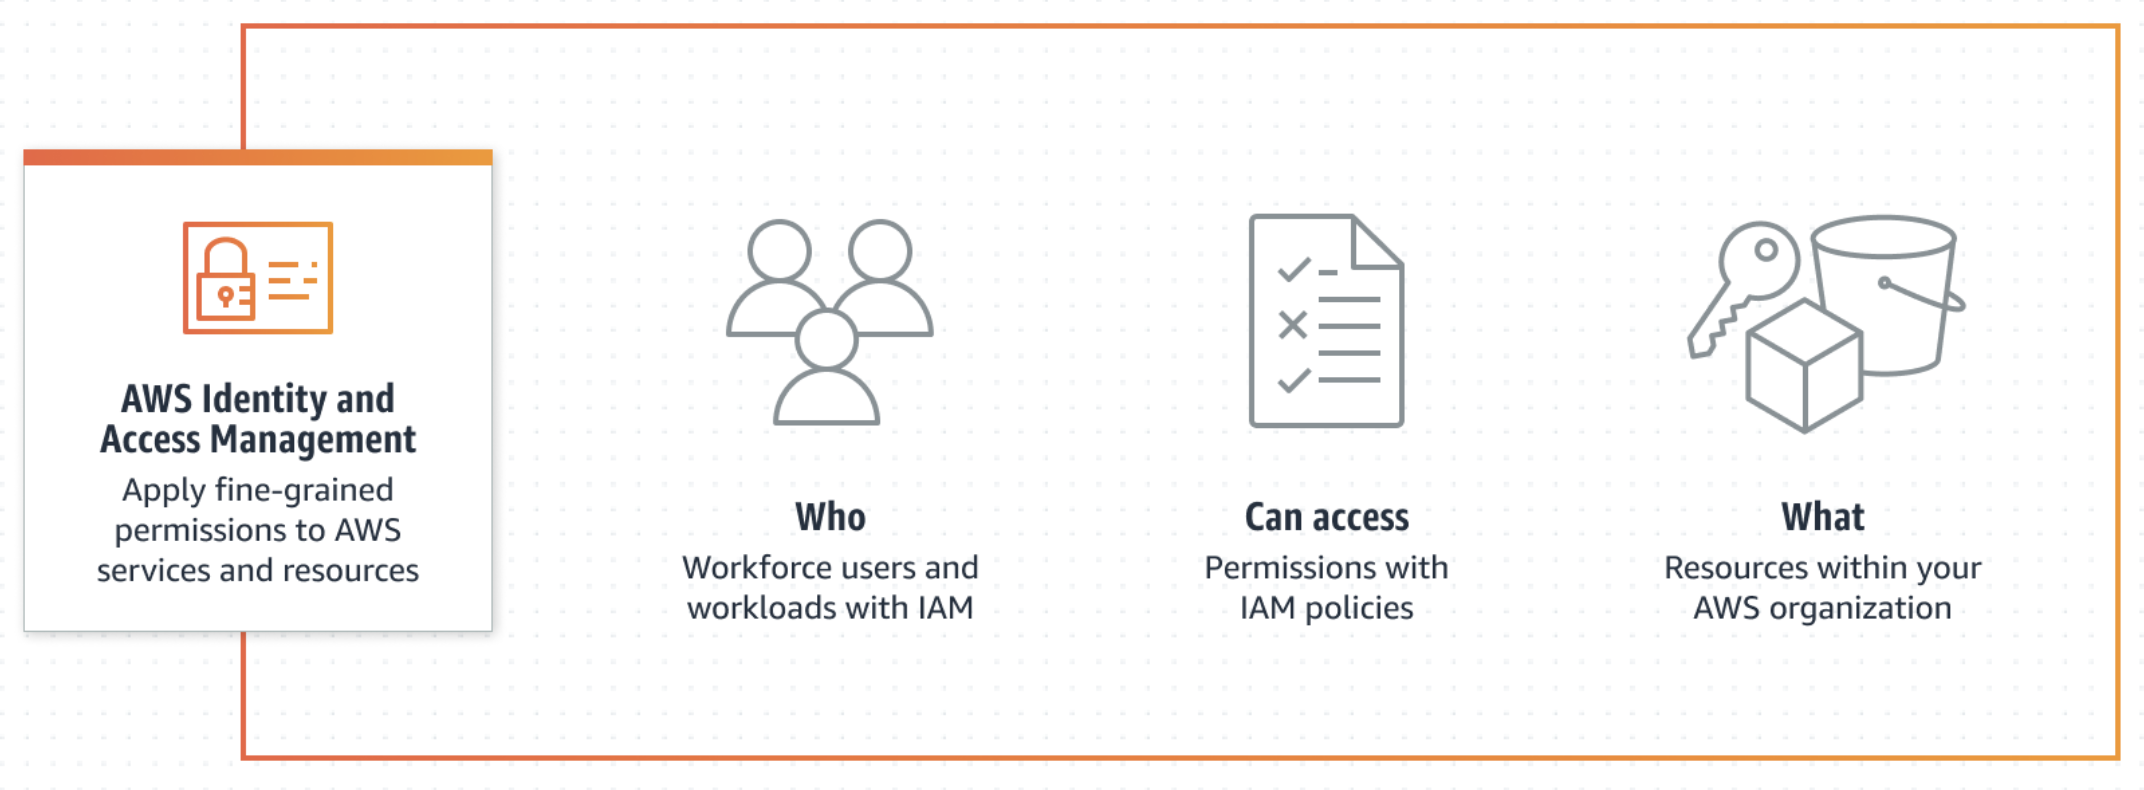 AWS Identity and
Access Management
Apply fine-grained
permissions to AWS
services and resources
Who
Workforce users and
workloads with IAM
Can access
Permissions with
IAM policies
What
Resources within your
AWS organization